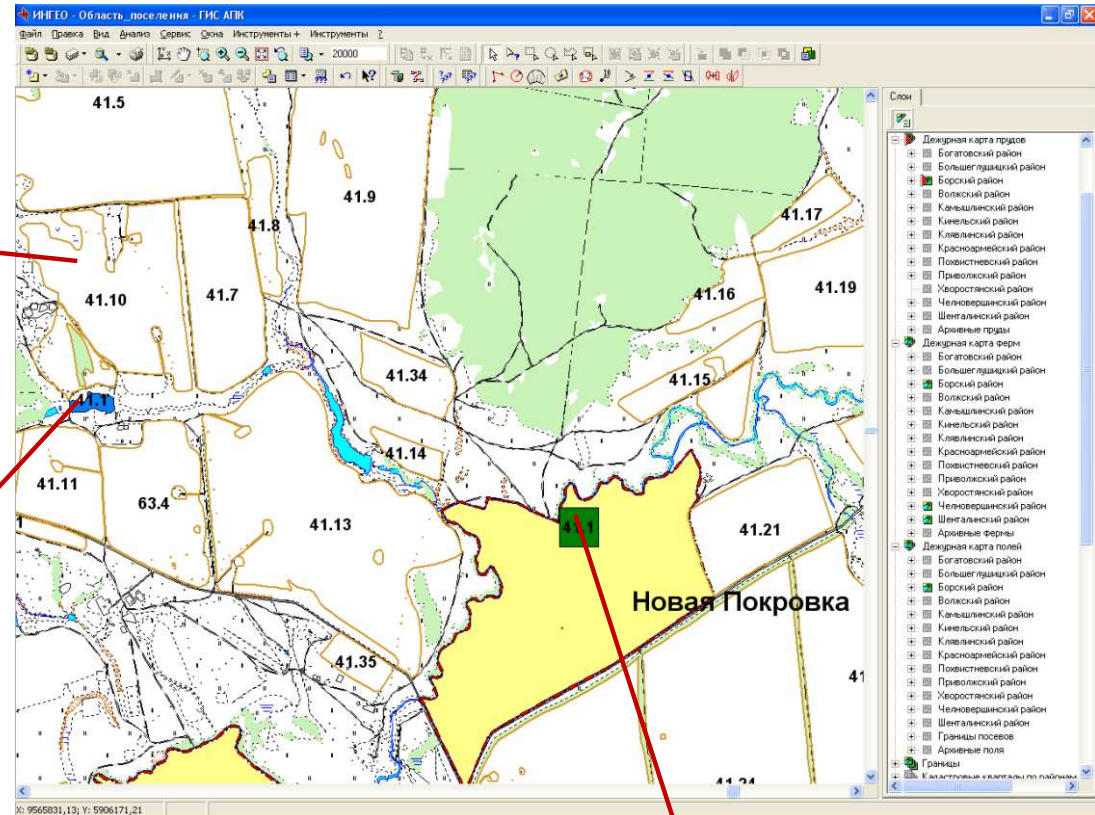 ИНГЕО - Область_поселения - ГИС АПК
Файл Правка Вид Анализ Сервис Окна Инструменты + Инструменты ?
20000
Слои
41.5
41.9
41.8
41.17
41.10
41.7
41.16
41.19
41.34
41.15
41.1
41.14
41.11
63.4
41.13
41.1
41.21
Новая Покровка
41.35
41
41.24
Дежурная карта прудов
Богатовский район
Большеглушицкий район
Борский район
Волжский район
Камышлинский район
Кинельский район
Клявлинский район
Красноармейский район
Похвистневский район
Приволжский район
Хворостянский район
Челновершинский район
Шенталинский район
Архивные пруды
Дежурная карта ферм
Богатовский район
Большеглушицкий район
Борский район
Волжский район
Камышлинский район
Кинельский район
Клявлинский район
Красноармейский район
Похвистневский район
Приволжский район
Хворостянский район
Челновершинский район
Шенталинский район
Архивные фермы
Дежурная карта полей
Богатовский район
Большеглушицкий район
Борский район
Волжский район
Камышлинский район
Кинельский район
Клявлинский район
Красноармейский район
Похвистневский район
Приволжский район
Хворостянский район
Челновершинский район
Шенталинский район
Границы посевов
Архивные поля
Границы
Кадастровые кварталы по районам
X: 9565831,13; Y: 5906171,21